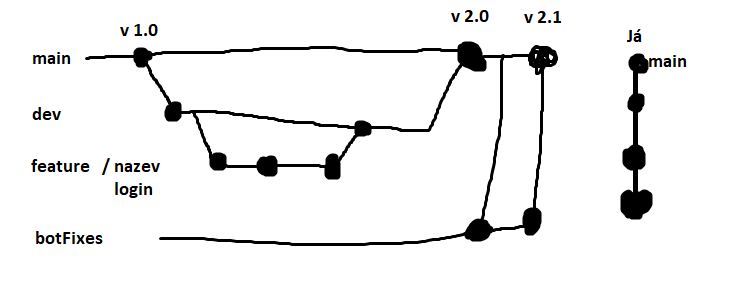 v 1.0
v 2.0
v 2.1
Já
main
main
dev
feature / nazev
login
botFixes